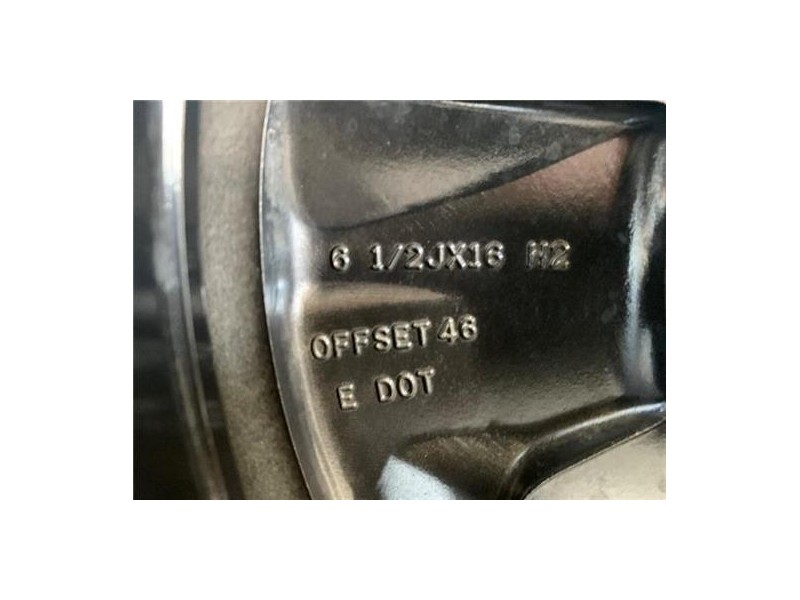 6 1/2JX16 H2
OFFSET 46
E DOT